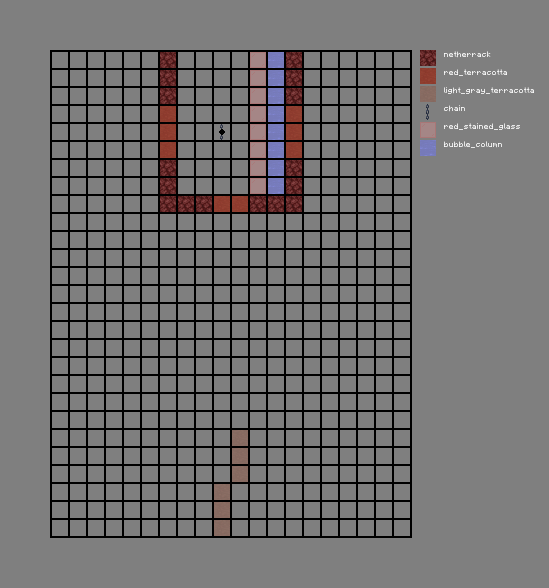 netherrack
red_terracotta
light_gray_terracotta
chain
red_stained_glass
bubble_column